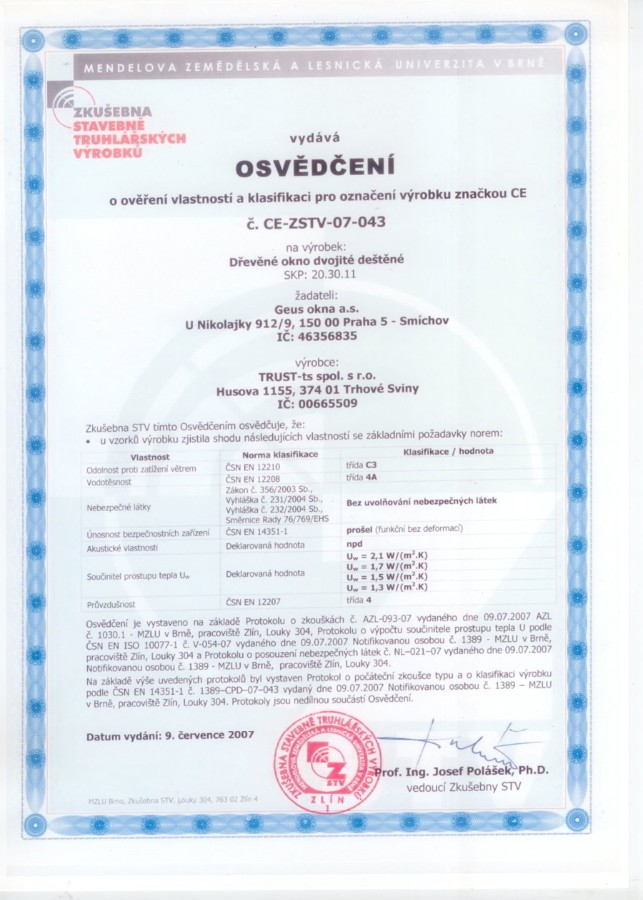 MENDELOVA ZEMĚDĚLSKÁ A LESNICKÁ UNIVERZITA V BRNĚ
ZKUŠEBNA
STAVEBNĚ
TRUHLÁŘSKÝCH
VÝROBKŮ
vydává
OSVĚDČENÍ
o ověření vlastností a klasifikaci pro označení výrobku značkou CE
č. CE-ZSTV-07-043
na výrobek:
Dřevěné okno dvojité deštěné
SKP: 20.30.11
žadateli:
Geus okna a.s.
U Nikolajky 912/9, 150 00 Praha 5 - Smíchov
IČ: 46356835
výrobce:
TRUST-ts spol. s r.o.
Husova 1155, 374 01 Trhové Sviny
IČ: 00665509
Zkušebna STV tímto Osvědčením osvědčuje, že:
• u vzorků výrobku zjistila shodu následujících vlastností se základními požadavky norem:
Vlastnost Norma klasifikace Klasifikace / hodnota
Odolnost proti zatížení větrem ČSN EN 12210 třída C3
Vodotěsnost ČSN EN 12208 třída 4A
Nebezpečné látky Zákon č. 356/2003 Sb., Bez uvolňování nebezpečných látek
Vyhláška č. 231/2004 Sb.,
Vyhláška č. 232/2004 Sb.,
Směrnice Rady 76/769/EHS
Únosnost bezpečnostních zařízení ČSN EN 14351-1 prošel (funkční bez deformací)
Akustické vlastnosti Deklarovaná hodnota npd
Součinitel prostupu tepla Uw Deklarovaná hodnota Uw = 2,1 W/(m².K)
Uw = 1,7 W/(m².K)
Uw = 1,5 W/(m².K)
Uw = 1,3 W/(m².K)
Průvzdušnost ČSN EN 12207 třída 4
Osvědčení je vystaveno na základě Protokolu o zkouškách č. AZL-093-07 vydaného dne 09.07.2007 AZL
č. 1030.1 - MZLU v Brně, pracoviště Zlín, Louky 304, Protokolu o výpočtu součinitele prostupu tepla U podle
ČSN EN ISO 10077-1 č. V-054-07 vydaného dne 09.07.2007 Notifikovanou osobou č. 1389 - MZLU v Brně,
pracoviště Zlín, Louky 304 a Protokolu o posouzení nebezpečných látek č. NL–021–07 vydaného dne 09.07.2007
Notifikovanou osobou č. 1389 - MZLU v Brně, pracoviště Zlín, Louky 304.
Na základě výše uvedených protokolů byl vystaven Protokol o počáteční zkoušce typu a o klasifikaci výrobku
podle ČSN EN 14351-1 č. 1389–CPD–07–043 vydaný dne 09.07.2007 Notifikovanou osobou č. 1389 – MZLU
v Brně, pracoviště Zlín, Louky 304. Protokoly jsou nedílnou součástí Osvědčení.
Datum vydání: 9. července 2007
ZKUŠEBNA STAVEBNĚ TRUHLÁŘSKÝCH VÝROBKŮ
Z
STV
ZLÍN
1
Prof. Ing. Josef Polášek, Ph.D.
vedoucí Zkušebny STV
MZLU Brno, Zkušebna STV, Louky 304, 763 02 Zlín 4